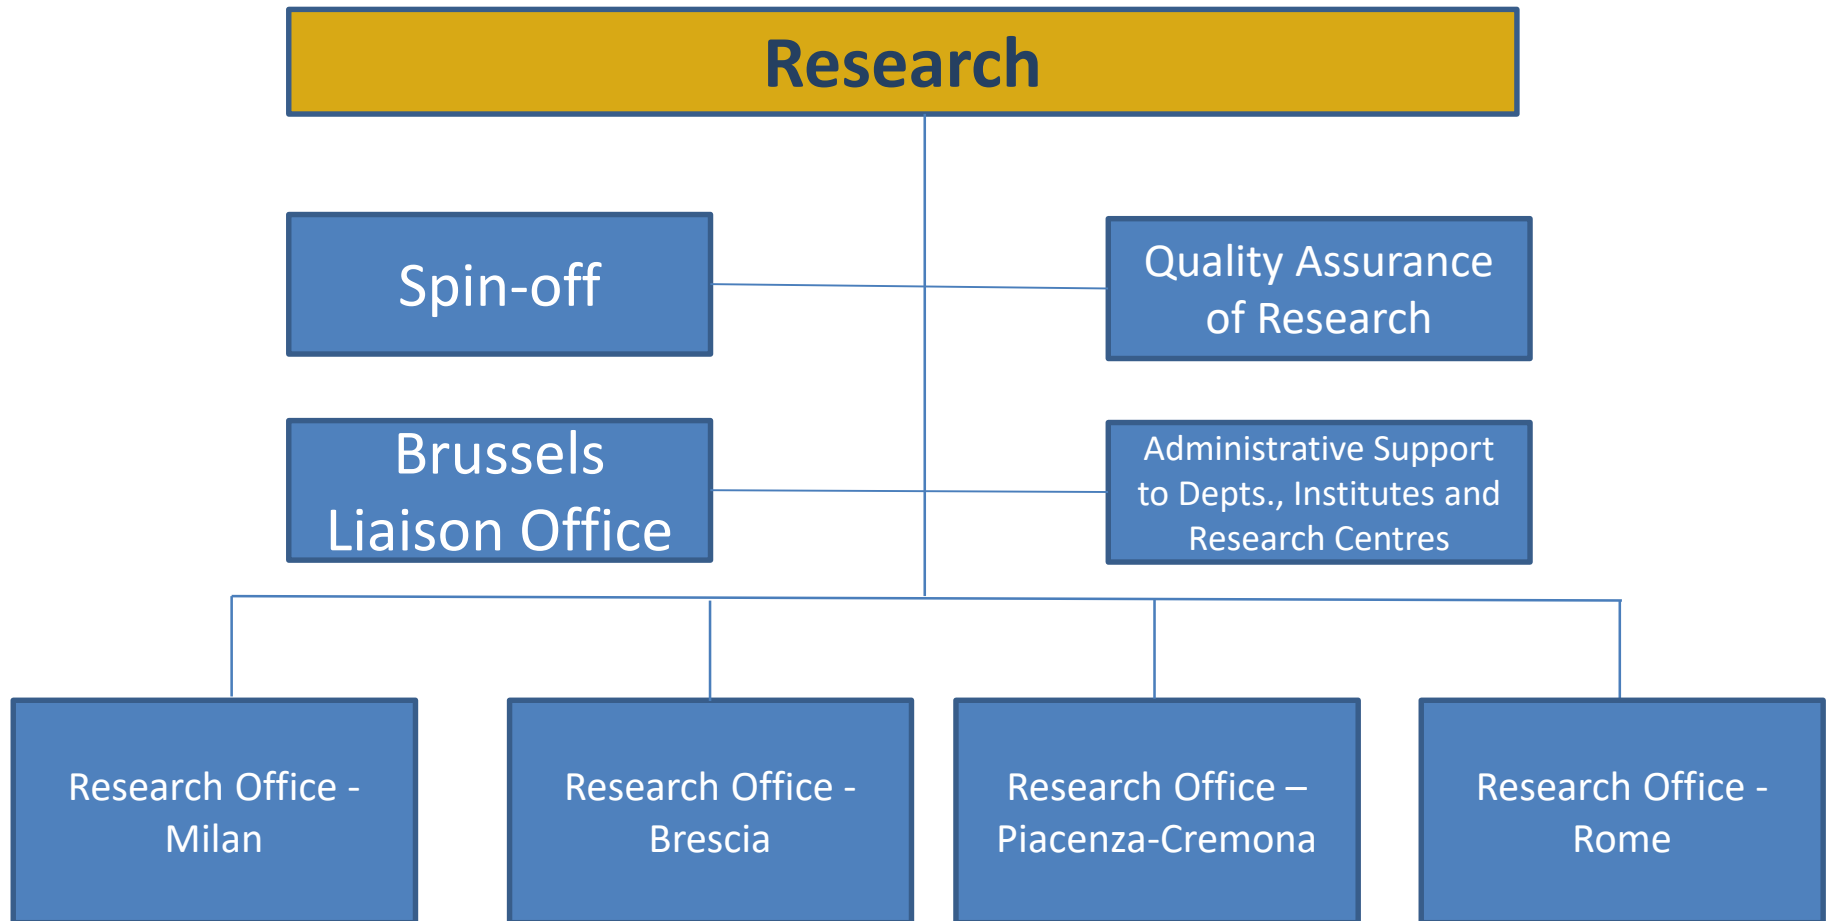 Research
Spin-off
Quality Assurance
of Research
Brussels
Liaison Office
Administrative Support
to Depts., Institutes and
Research Centres
Research Office -
Milan
Research Office -
Brescia
Research Office –
Piacenza-Cremona
Research Office -
Rome